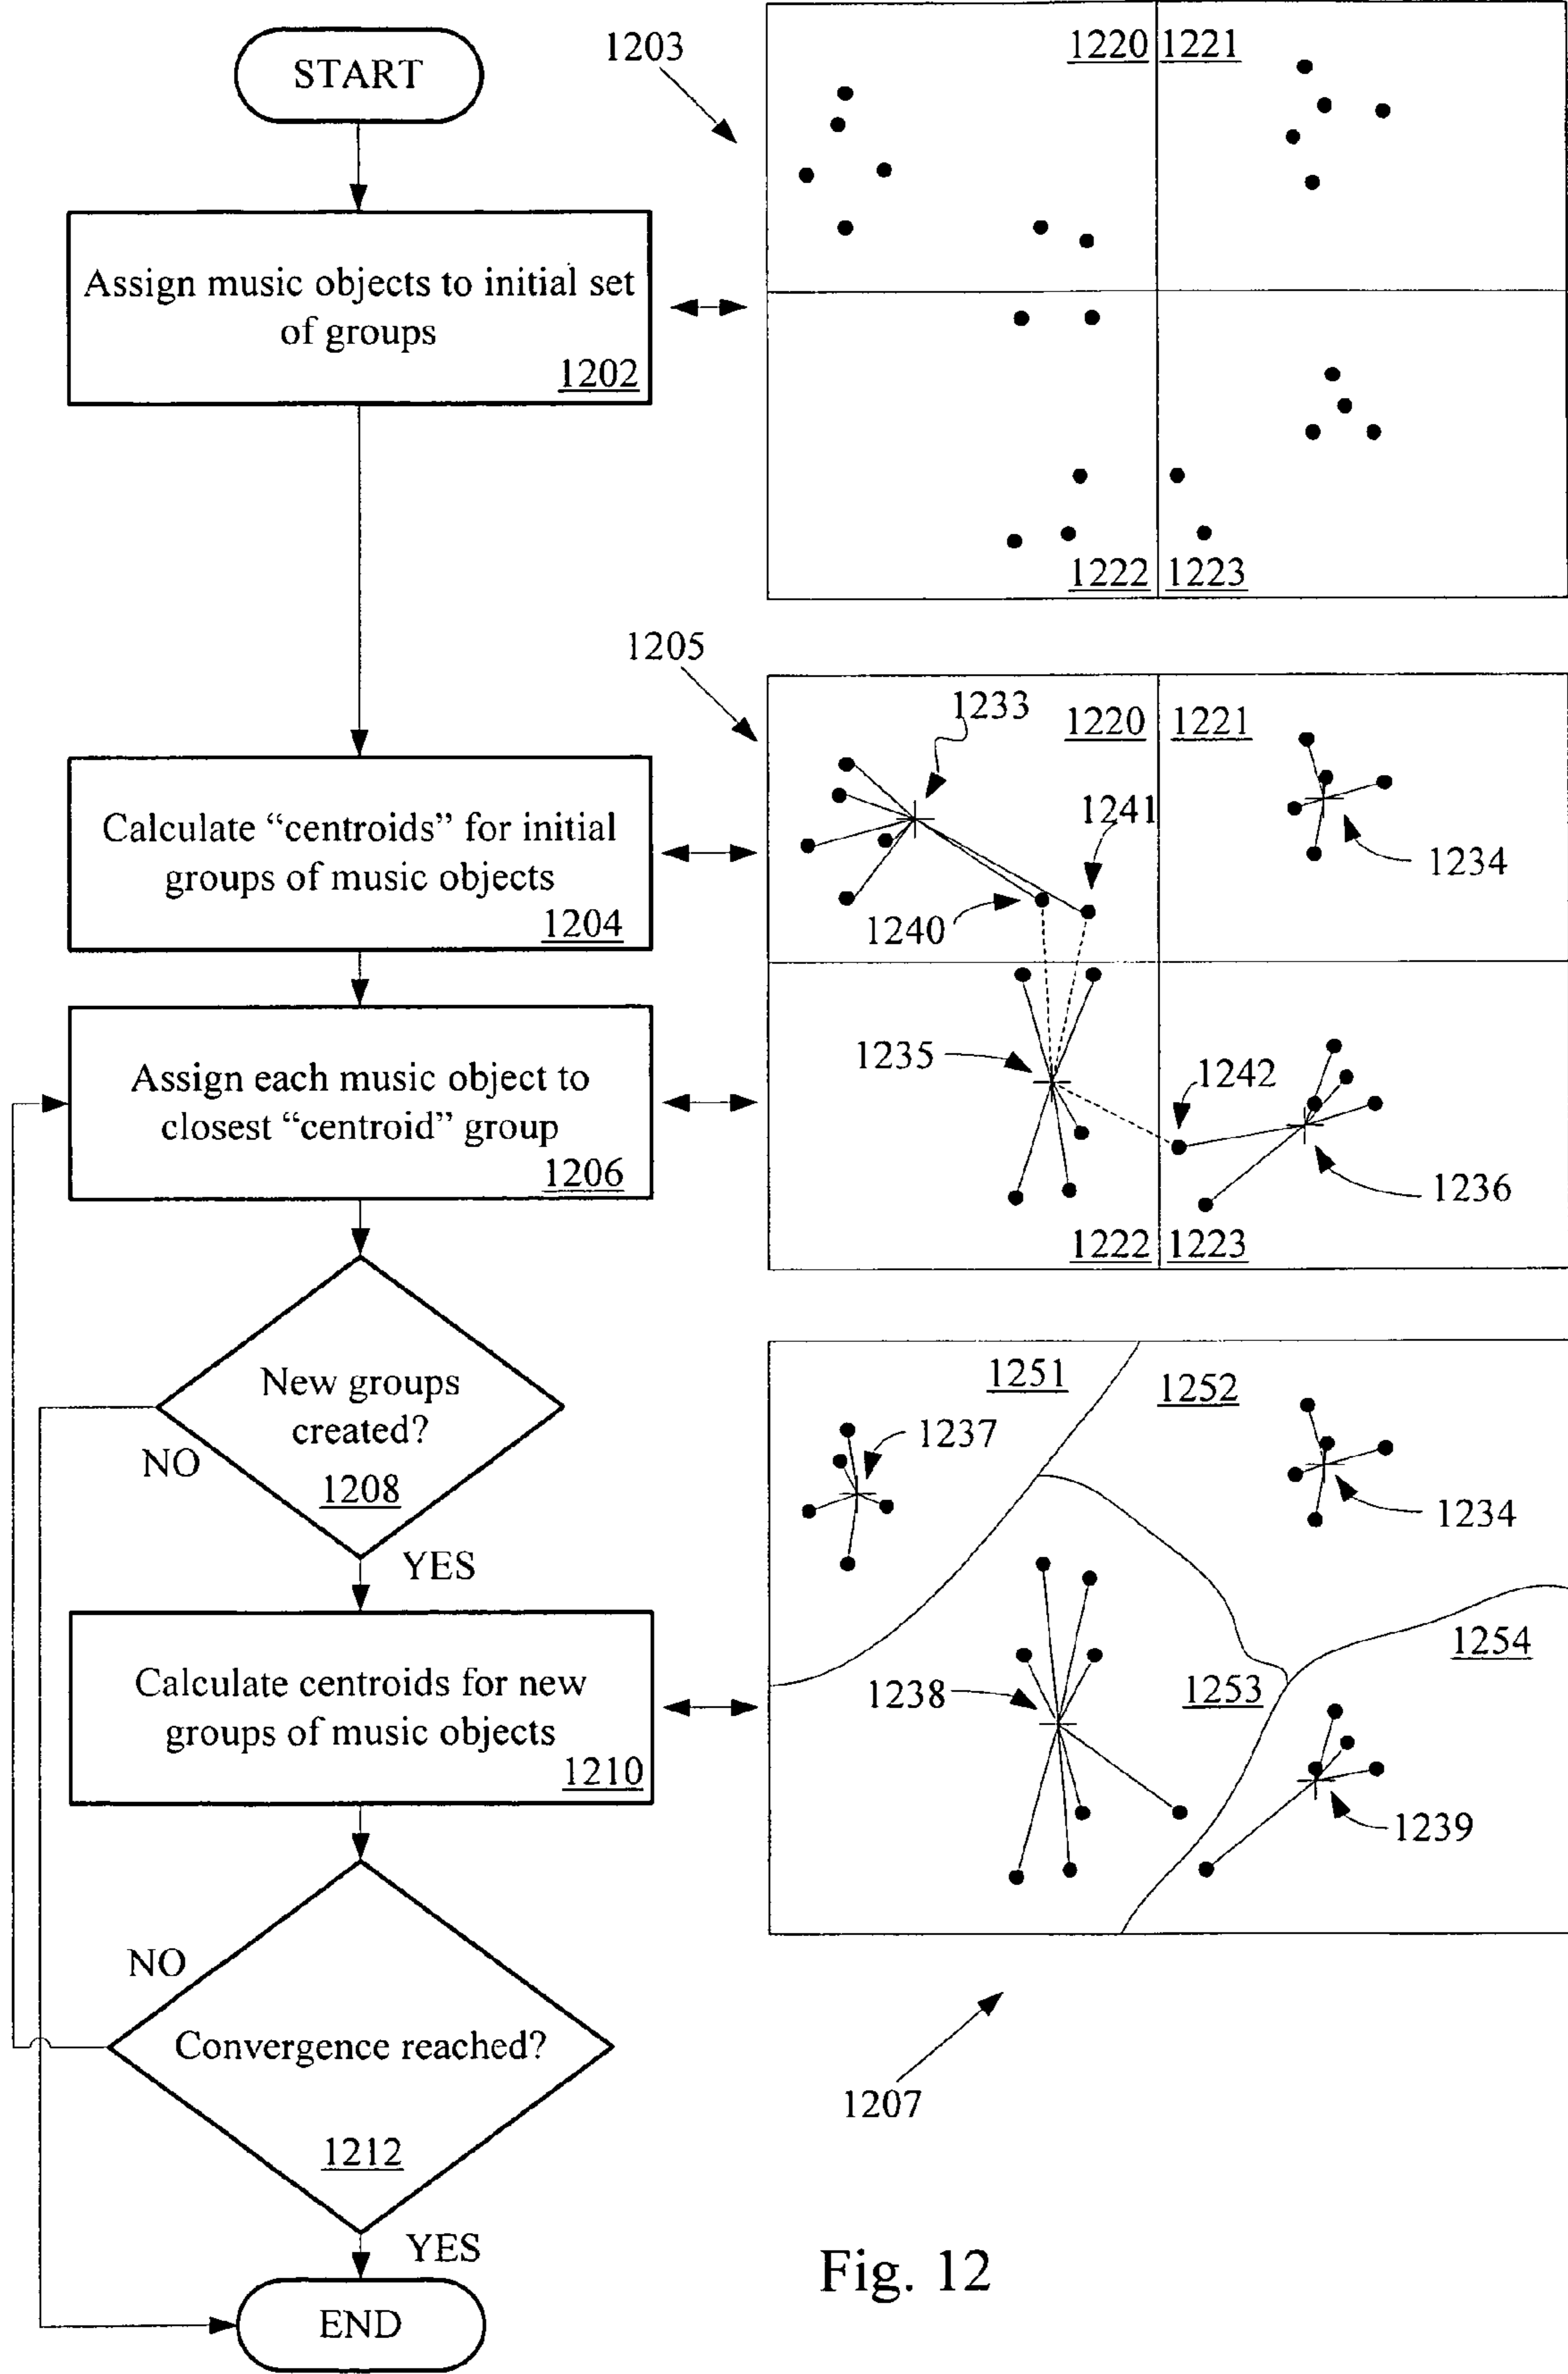 START
Assign music objects to initial set
of groups
1202
1203
1220 1221
1222 1223
Calculate “centroids” for initial
groups of music objects
1204
Assign each music object to
closest “centroid” group
1206
1205
1233
1220 1221
1241
1234
1240
1235
1242
1236
1222 1223
New groups
created?
1208
NO
YES
Calculate centroids for new
groups of music objects
1210
1251
1252
1237
1234
1254
1238
1253
1239
NO
Convergence reached?
1212
1207
YES
END
Fig. 12